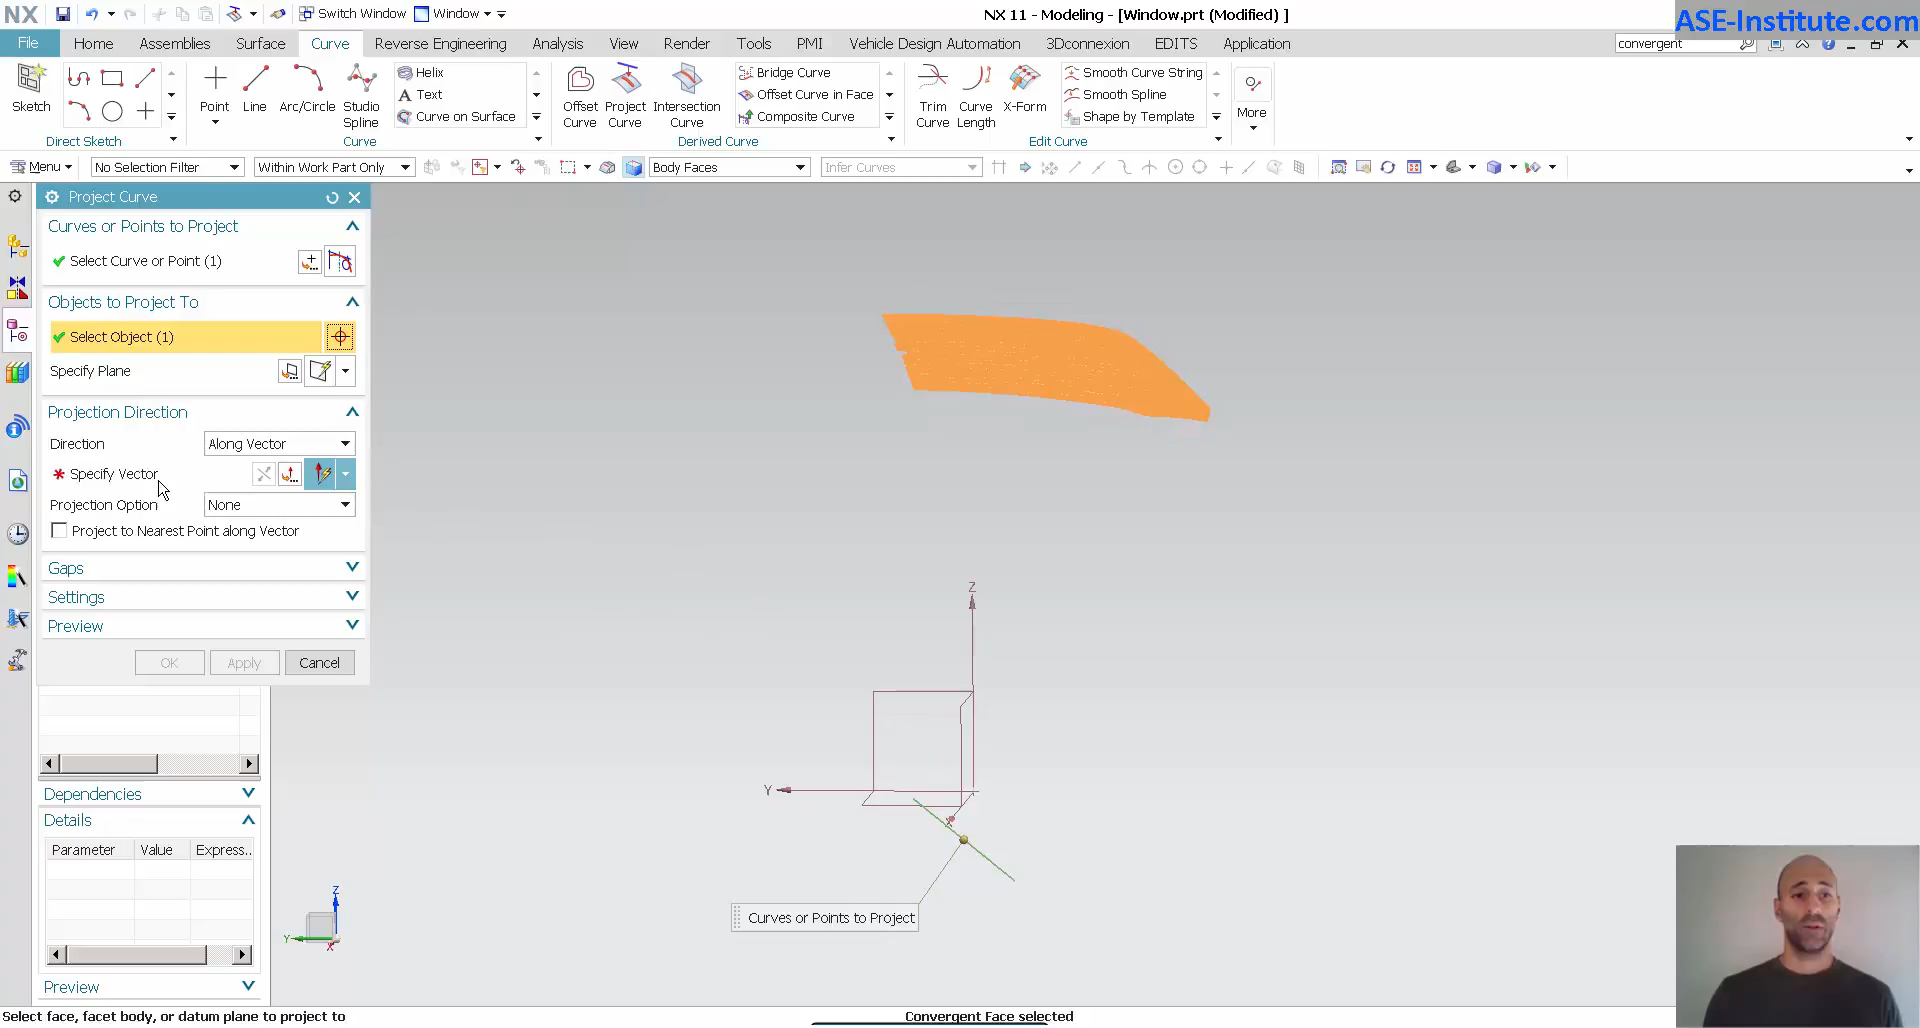 NX
Switch Window
Window
NX 11 - Modeling - [Window.prt (Modified) ]
ASE-Institute.com
File
Home
Assemblies
Surface
Curve
Reverse Engineering
Analysis
View
Render
Tools
PMI
Vehicle Design Automation
3Dconnexion
EDITS
Application
convergent
Sketch
Point
Line
Arc/Circle
Studio
Spline
Helix
A Text
Curve on Surface
Offset
Curve
Project
Curve
Intersection
Curve
Bridge Curve
Offset Curve in Face
Composite Curve
Trim
Curve
Curve
Length
X-Form
Smooth Curve String
Smooth Spline
Shape by Template
More
Direct Sketch
Curve
Derived Curve
Edit Curve
Menu
No Selection Filter
Within Work Part Only
Body Faces
Infer Curves
Project Curve
Curves or Points to Project
Select Curve or Point (1)
Objects to Project To
Select Object (1)
Specify Plane
Projection Direction
Direction
Along Vector
* Specify Vector
Projection Option
None
Project to Nearest Point along Vector
Gaps
Settings
Preview
OK
Apply
Cancel
Z
Y
X
Curves or Points to Project
Dependencies
Details
Parameter
Value
Express..
Z
Y
X
Preview
Select face, facet body, or datum plane to project to
Convergent Face selected